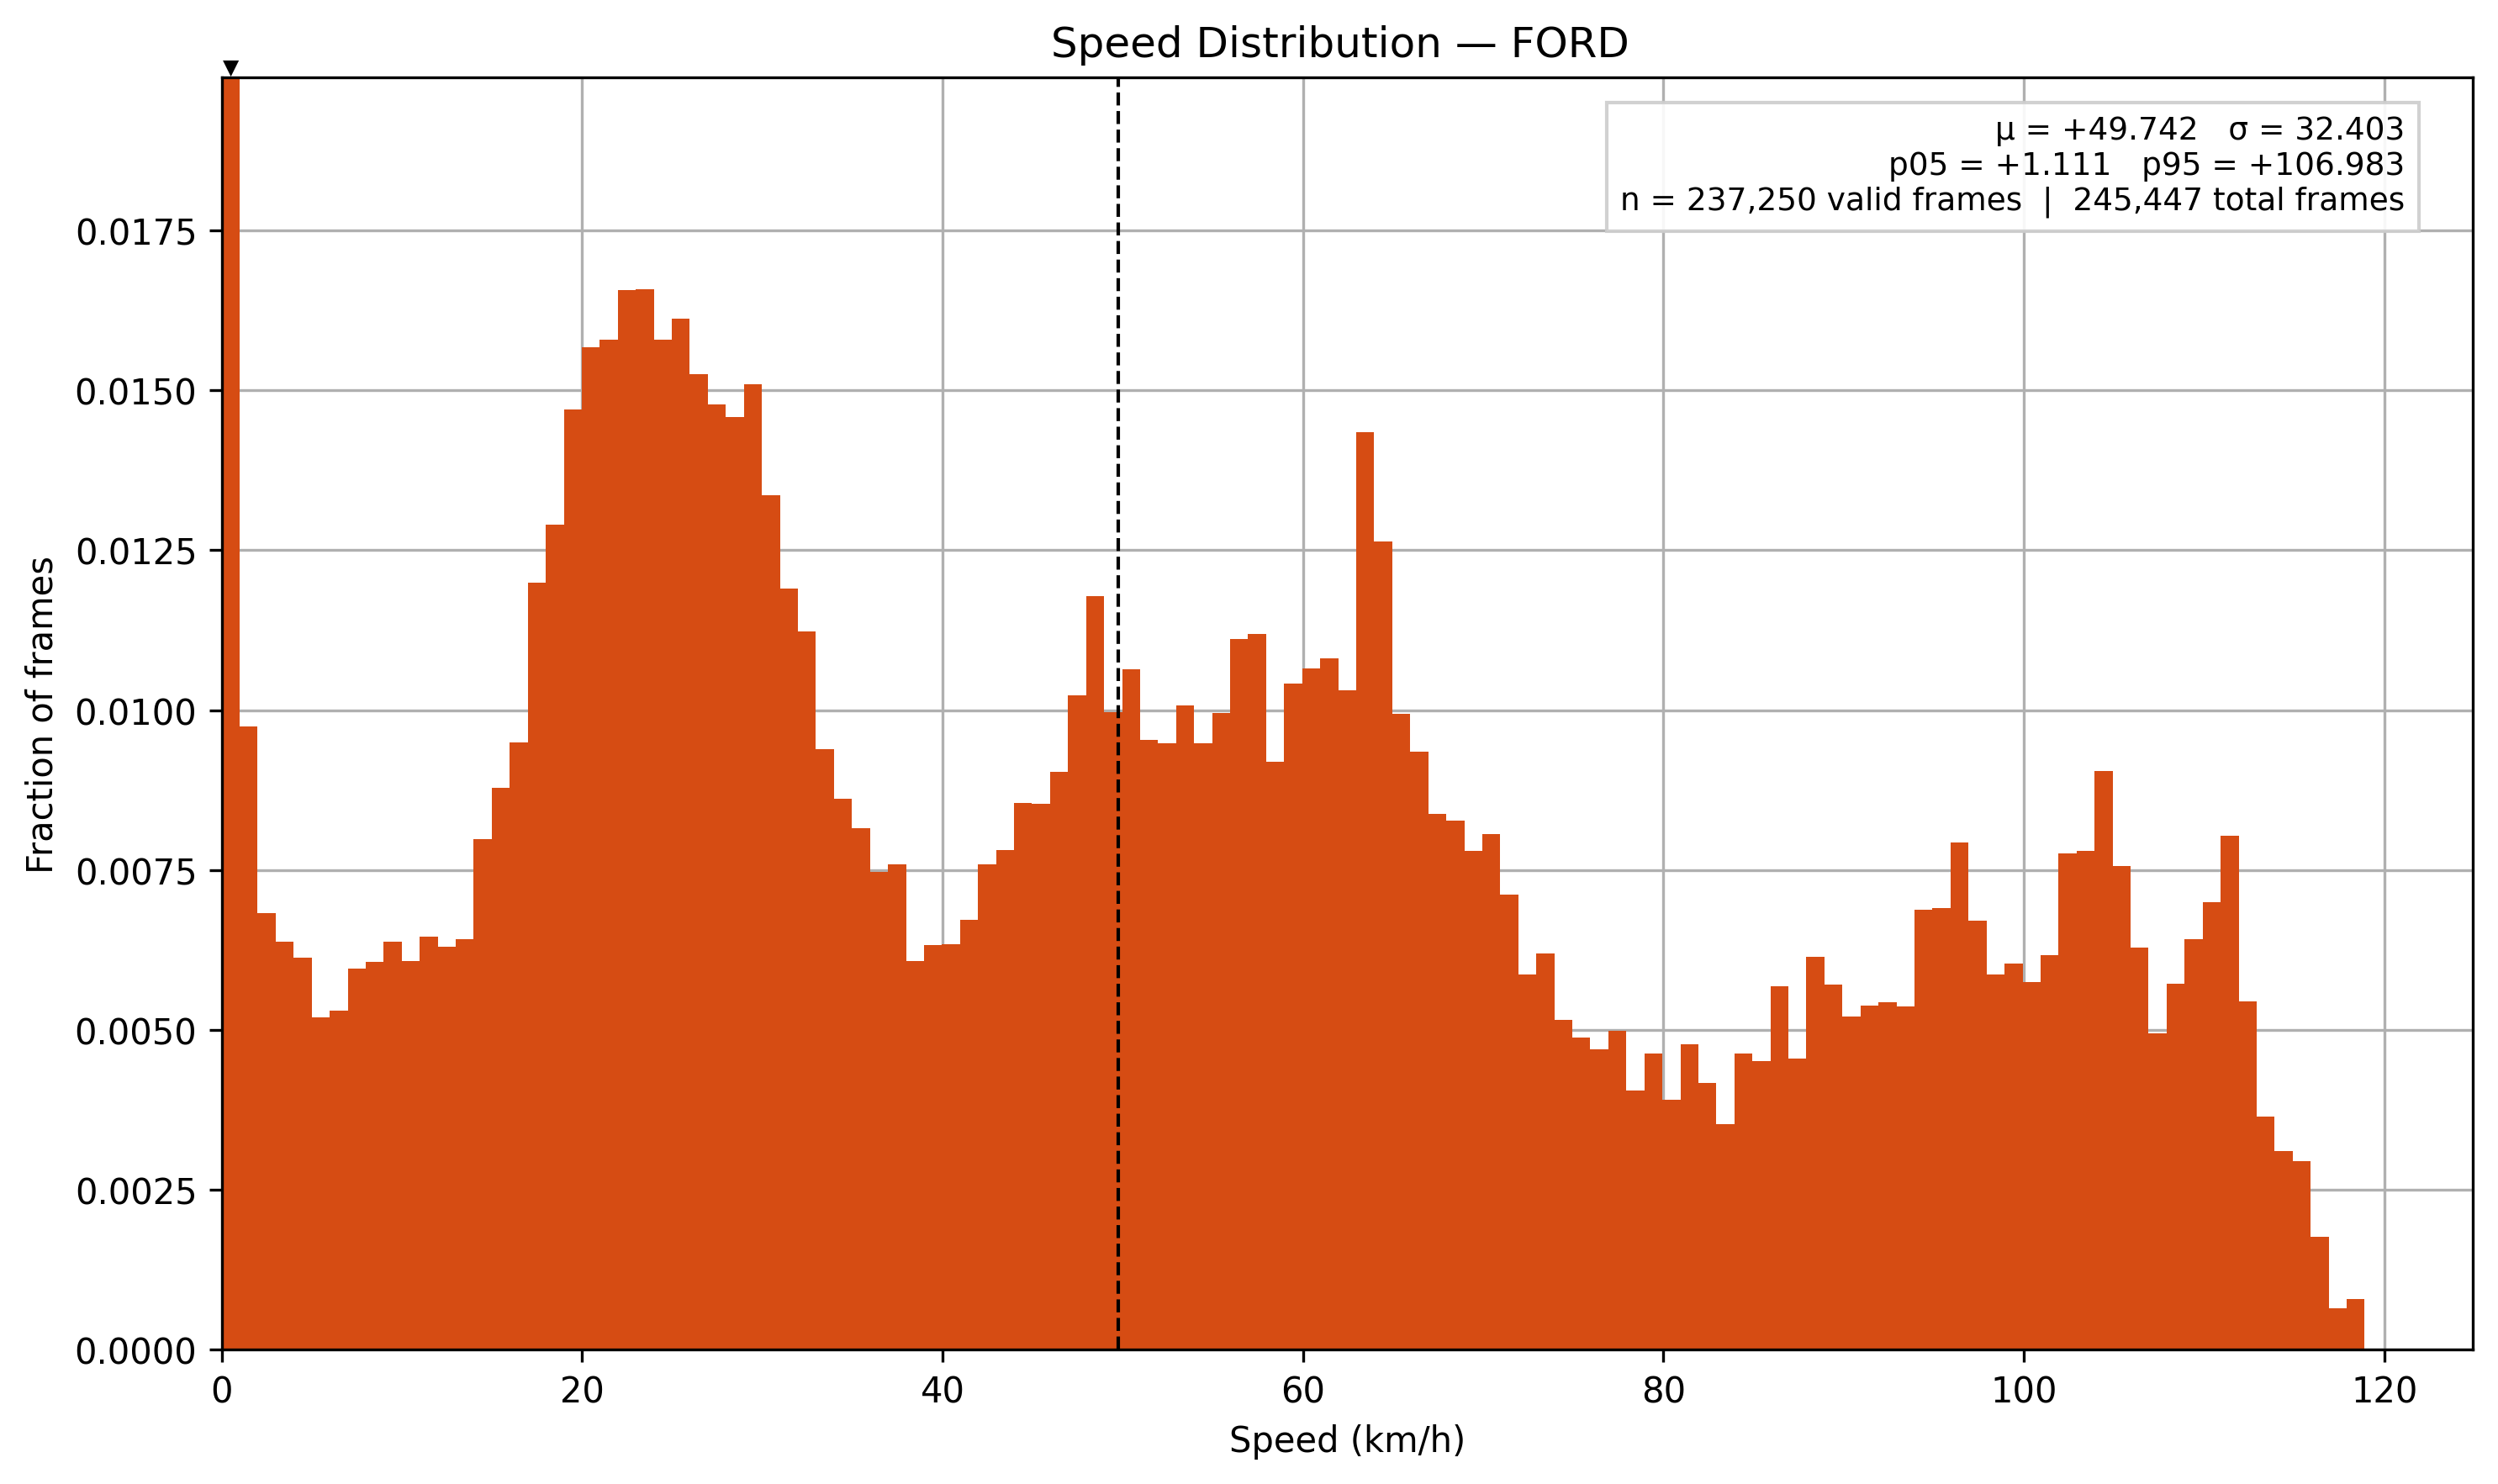 Speed Distribution — FORD
μ = +49.742   σ = 32.403
p05 = +1.111   p95 = +106.983
n = 237,250 valid frames  |  245,447 total frames
Fraction of frames
0.0175
0.0150
0.0125
0.0100
0.0075
0.0050
0.0025
0.0000
0
20
40
60
80
100
120
Speed (km/h)